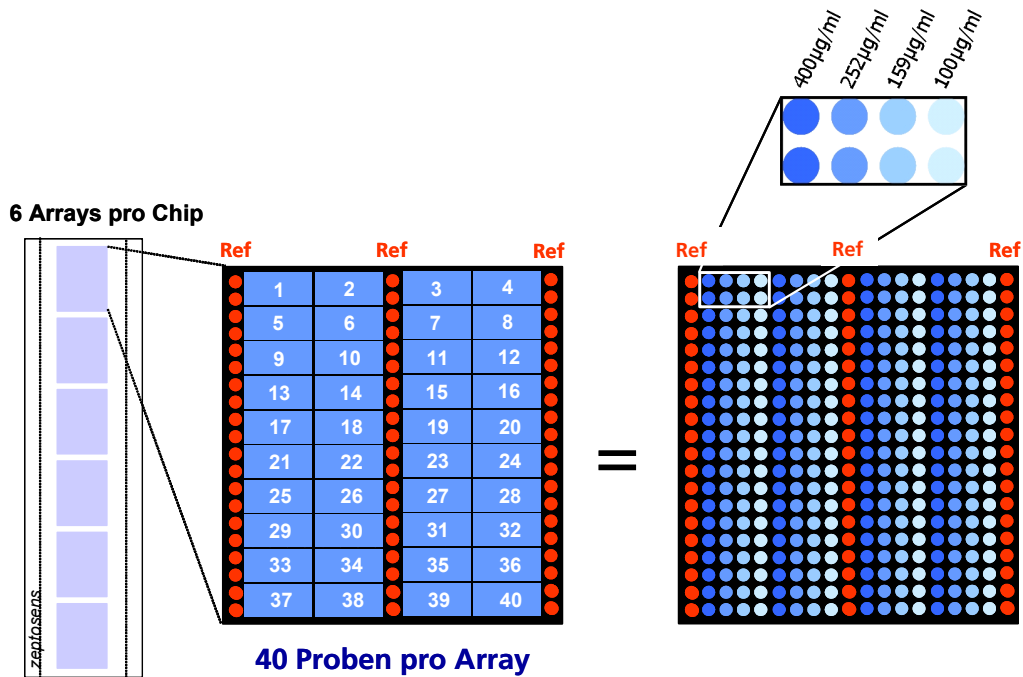 400µg/ml 252µg/ml 159µg/ml 100µg/ml
6 Arrays pro Chip
Ref Ref Ref
Ref Ref Ref
1 2 3 4
5 6 7 8
9 10 11 12
13 14 15 16
17 18 19 20
21 22 23 24
25 26 27 28
29 30 31 32
33 34 35 36
37 38 39 40
=
zeptosens
40 Proben pro Array